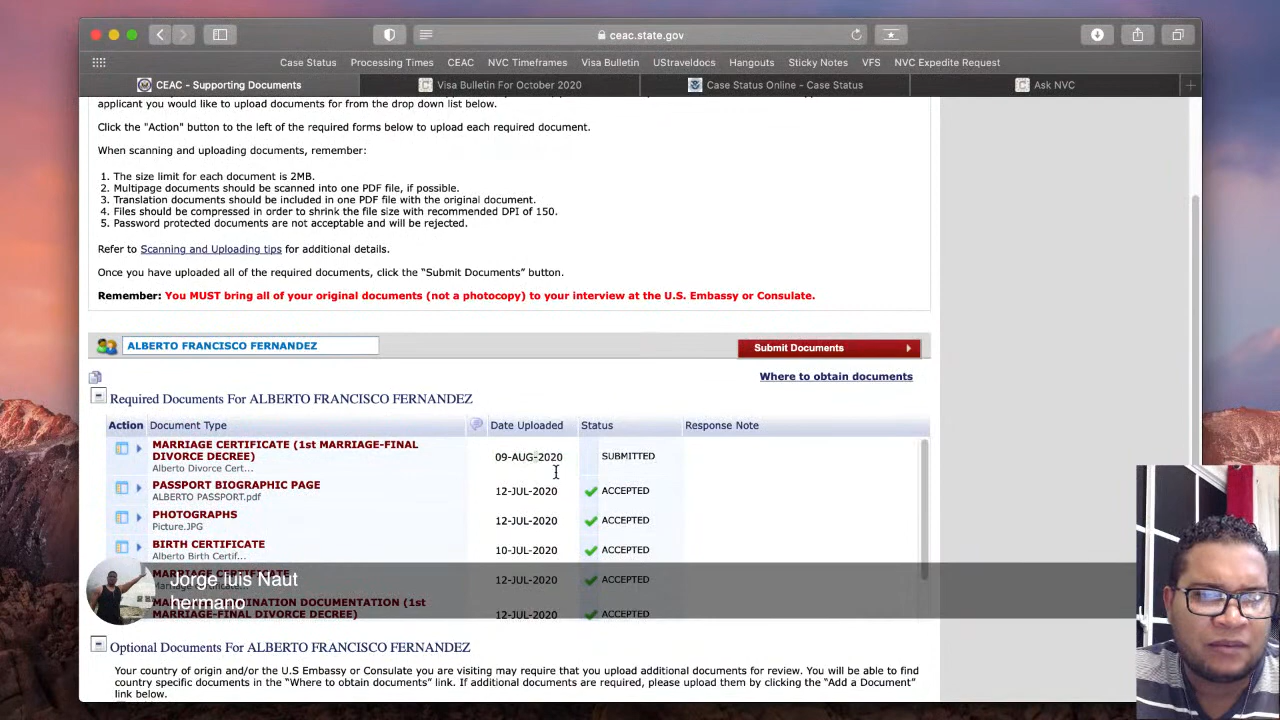 ceac.state.gov
Case Status Processing Times CEAC NVC Timeframes Visa Bulletin UStraveldocs Hangouts Sticky Notes VFS NVC Expedite Request
CEAC - Supporting Documents Visa Bulletin For October 2020 Case Status Online - Case Status Ask NVC
applicant you would like to upload documents for from the drop down list below.
Click the "Action" button to the left of the required forms below to upload each required document.
When scanning and uploading documents, remember:
1. The size limit for each document is 2MB.
2. Multipage documents should be scanned into one PDF file, if possible.
3. Translation documents should be included in one PDF file with the original document.
4. Files should be compressed in order to shrink the file size with recommended DPI of 150.
5. Password protected documents are not acceptable and will be rejected.
Refer to Scanning and Uploading tips for additional details.
Once you have uploaded all of the required documents, click the "Submit Documents" button.
Remember: You MUST bring all of your original documents (not a photocopy) to your interview at the U.S. Embassy or Consulate.
ALBERTO FRANCISCO FERNANDEZ Submit Documents
Where to obtain documents
Required Documents For ALBERTO FRANCISCO FERNANDEZ
Action Document Type Date Uploaded Status Response Note
MARRIAGE CERTIFICATE (1st MARRIAGE-FINAL
DIVORCE DECREE) 09-AUG-2020 SUBMITTED
Alberto Divorce Cert...
PASSPORT BIOGRAPHIC PAGE 12-JUL-2020 ACCEPTED
ALBERTO PASSPORT.pdf
PHOTOGRAPHS 12-JUL-2020 ACCEPTED
Picture.JPG
BIRTH CERTIFICATE 10-JUL-2020 ACCEPTED
Alberto Birth Certif...
MARRIAGE CERTIFICATE 12-JUL-2020 ACCEPTED
Jorge luis Naut
hermano
MARRIAGE-FINAL DIVORCE DECREE) 12-JUL-2020 ACCEPTED
Optional Documents For ALBERTO FRANCISCO FERNANDEZ
Your country of origin and/or the U.S Embassy or Consulate you are visiting may require that you upload additional documents for review. You will be able to find
country specific documents in the "Where to obtain documents" link. If additional documents are required, please upload them by clicking the "Add a Document"
link below.